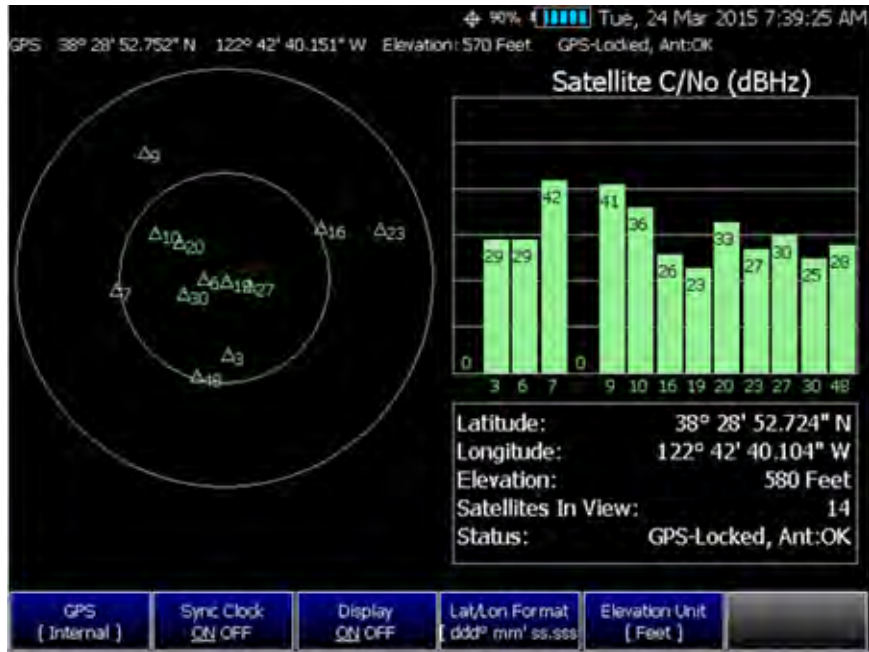 90% Tue, 24 Mar 2015 7:39:25 AM
GPS 38º 28' 52.752" N 122º 42' 40.151" W Elevation: 570 Feet GPS-Locked, Ant:OK
Satellite C/No (dBHz)
9
16
23
10
20
6
19
27
7
30
3
48
42
41
36
33
29
29
30
26
27
28
23
25
0
0
3 6 7 9 10 16 19 20 23 27 30 48
Latitude: 38º 28' 52.724" N
Longitude: 122º 42' 40.104" W
Elevation: 580 Feet
Satellites In View: 14
Status: GPS-Locked, Ant:OK
GPS
[ Internal ]
Sync Clock
ON OFF
Display
ON OFF
Lat/Lon Format
[ dddº mm' ss.sss
Elevation Unit
[ Feet ]